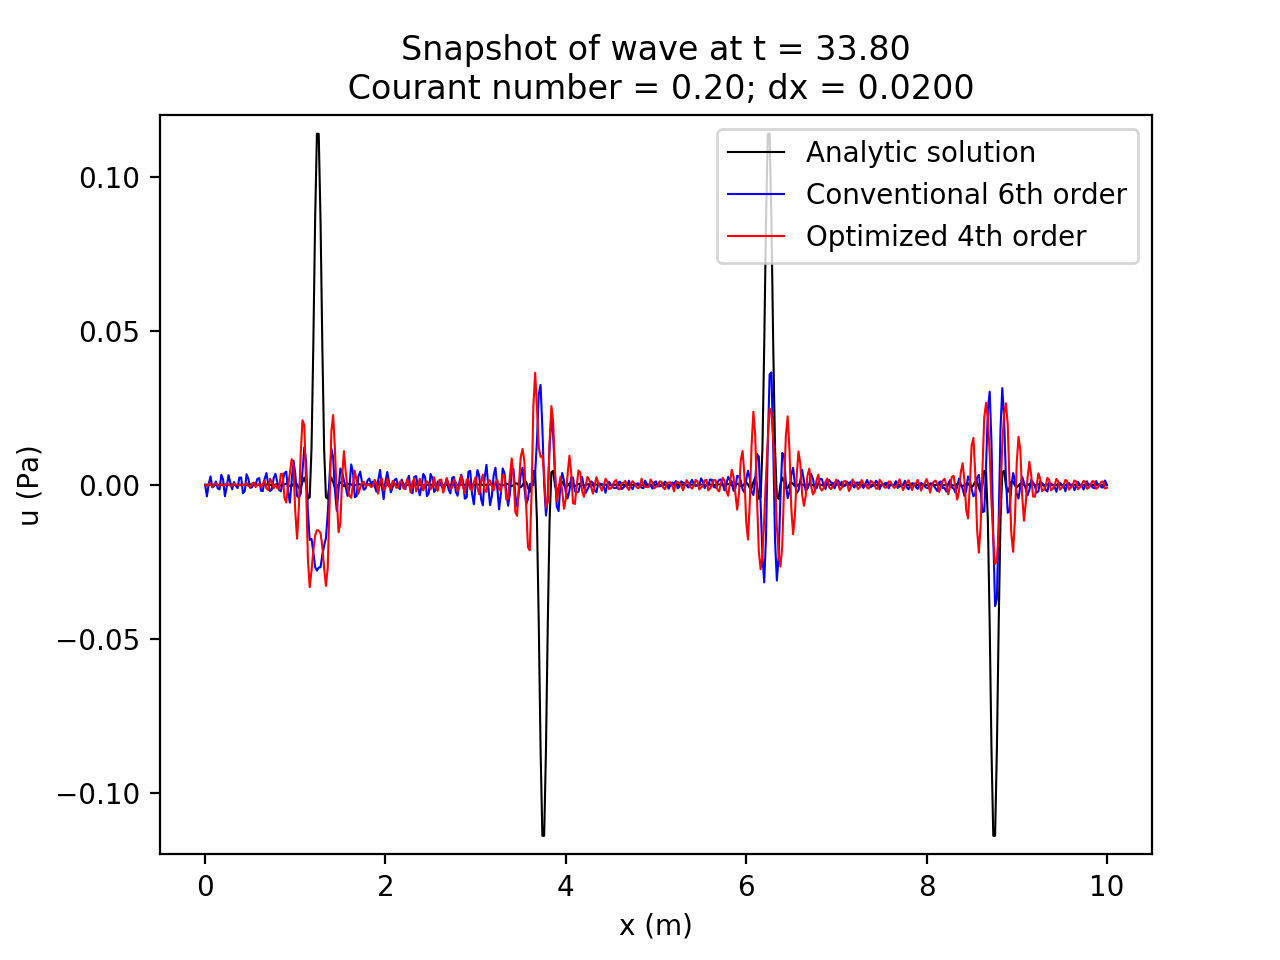 Snapshot of wave at t = 33.80
Courant number = 0.20; dx = 0.0200
Analytic solution
Conventional 6th order
Optimized 4th order
0.10
0.05
0.00
−0.05
−0.10
u (Pa)
0 2 4 6 8 10
x (m)